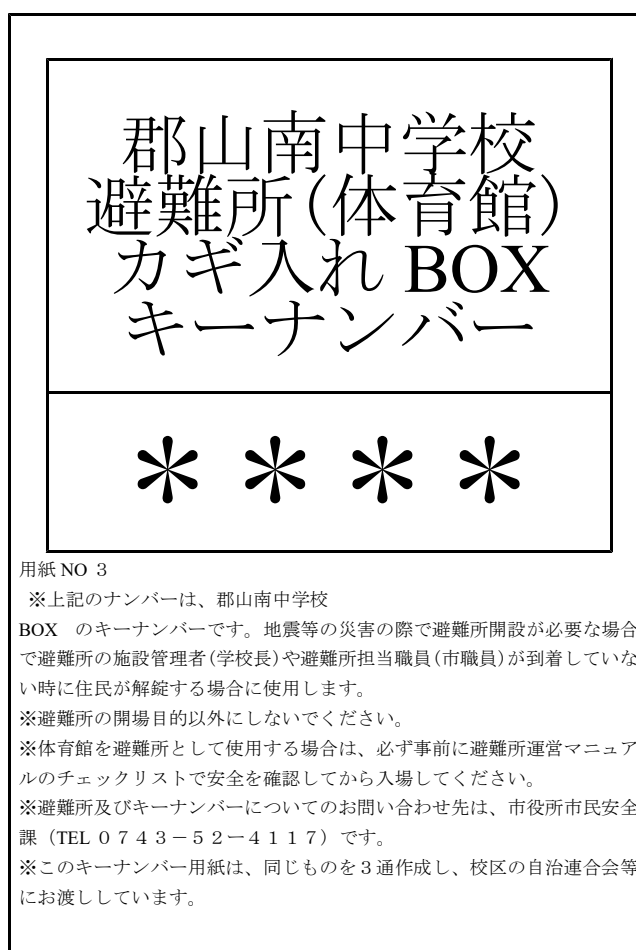 郡山南中学校
避難所(体育館)
カギ入れ BOX
キーナンバー
＊＊＊＊
用紙 NO ３
※上記のナンバーは、郡山南中学校
BOX　のキーナンバーです。地震等の災害の際で避難所開設が必要な場合
で避難所の施設管理者(学校長)や避難所担当職員(市職員)が到着していな
い時に住民が解錠する場合に使用します。
※避難所の開場目的以外にしないでください。
※体育館を避難所として使用する場合は、必ず事前に避難所運営マニュア
ルのチェックリストで安全を確認してから入場してください。
※避難所及びキーナンバーについてのお問い合わせ先は、市役所市民安全
課（TEL ０７４３－５２ー４１１７）です。
※このキーナンバー用紙は、同じものを３通作成し、校区の自治連合会等
にお渡ししています。